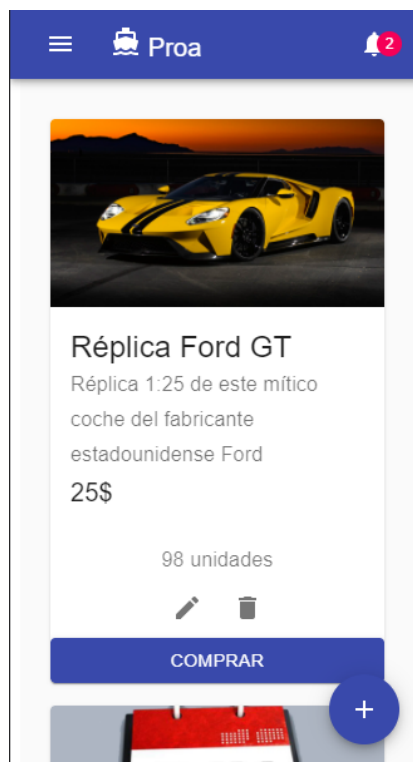 Proa
2
Réplica Ford GT
Réplica 1:25 de este mítico
coche del fabricante
estadounidense Ford
25$
98 unidades
COMPRAR
+